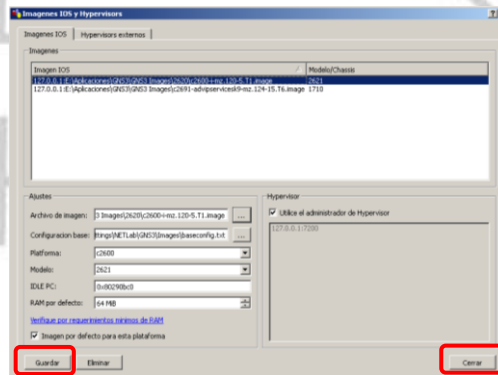 Imagenes IOS y Hypervisors
Imagenes IOS
Hypervisors externos
Imagenes
Imagen IOS
Modelo/Chassis
127.0.0.1:E:\Aplicaciones\GNS3\GNS3 Images\2620\c2600-i-mz.120-5.T1.image
2621
127.0.0.1:E:\Aplicaciones\GNS3\GNS3 Images\c2691-advipservicesk9-mz.124-15.T6.image
1710
Ajustes
Archivo de imagen:
3 Images\2620\c2600-i-mz.120-5.T1.image
...
Configuracion base:
ttings\NETLab\GNS3\Images\baseconfig.txt
...
Platforma:
c2600
Modelo:
2621
IDLE PC:
0x80290bc0
RAM por defecto:
64 MiB
Verifique por requerimientos minimos de RAM
Imagen por defecto para esta plataforma
Hypervisor
Utilice el administrador de Hypervisor
127.0.0.1:7200
Guardar
Eliminar
Cerrar